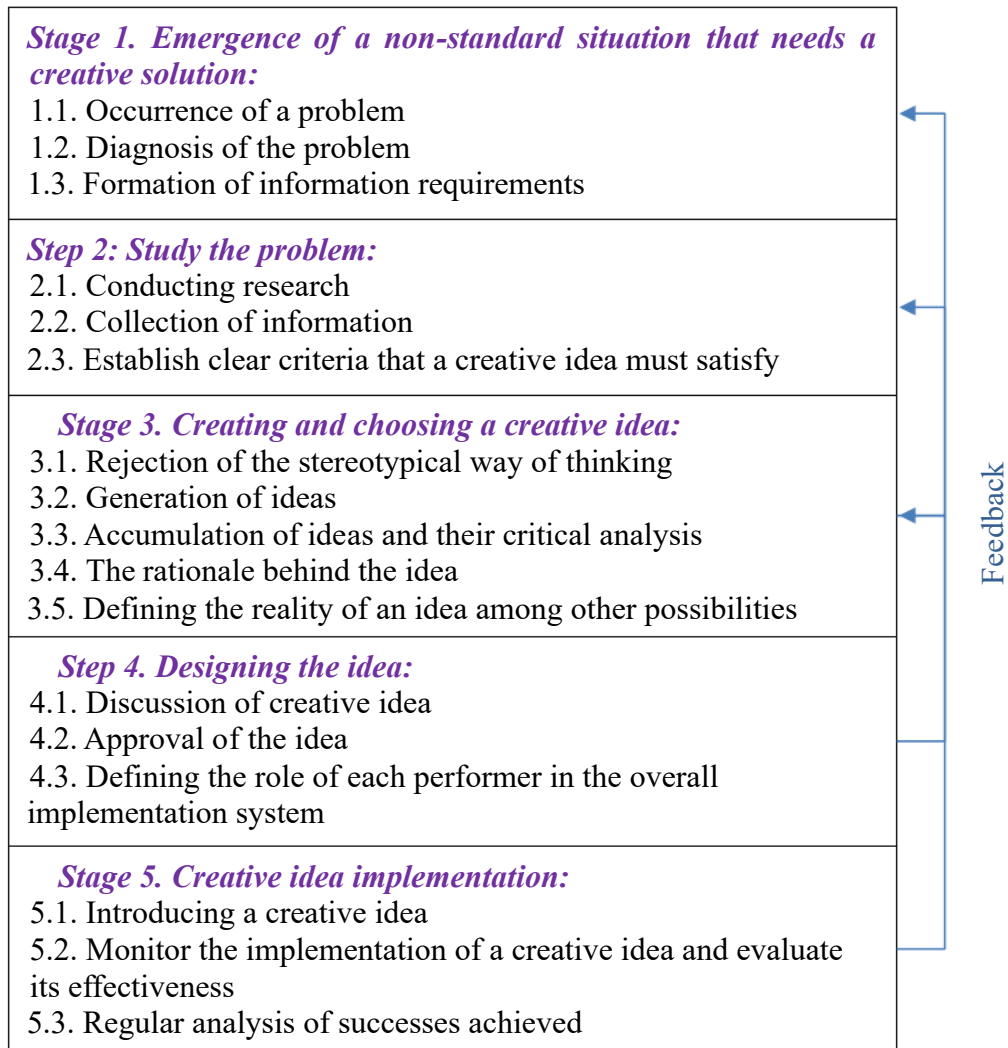 Stage 1. Emergence of a non-standard situation that needs a
creative solution:
1.1. Occurrence of a problem
1.2. Diagnosis of the problem
1.3. Formation of information requirements
Step 2: Study the problem:
2.1. Conducting research
2.2. Collection of information
2.3. Establish clear criteria that a creative idea must satisfy
Stage 3. Creating and choosing a creative idea:
3.1. Rejection of the stereotypical way of thinking
3.2. Generation of ideas
3.3. Accumulation of ideas and their critical analysis
3.4. The rationale behind the idea
3.5. Defining the reality of an idea among other possibilities
Step 4. Designing the idea:
4.1. Discussion of creative idea
4.2. Approval of the idea
4.3. Defining the role of each performer in the overall
implementation system
Stage 5. Creative idea implementation:
5.1. Introducing a creative idea
5.2. Monitor the implementation of a creative idea and evaluate
its effectiveness
5.3. Regular analysis of successes achieved
Feedback